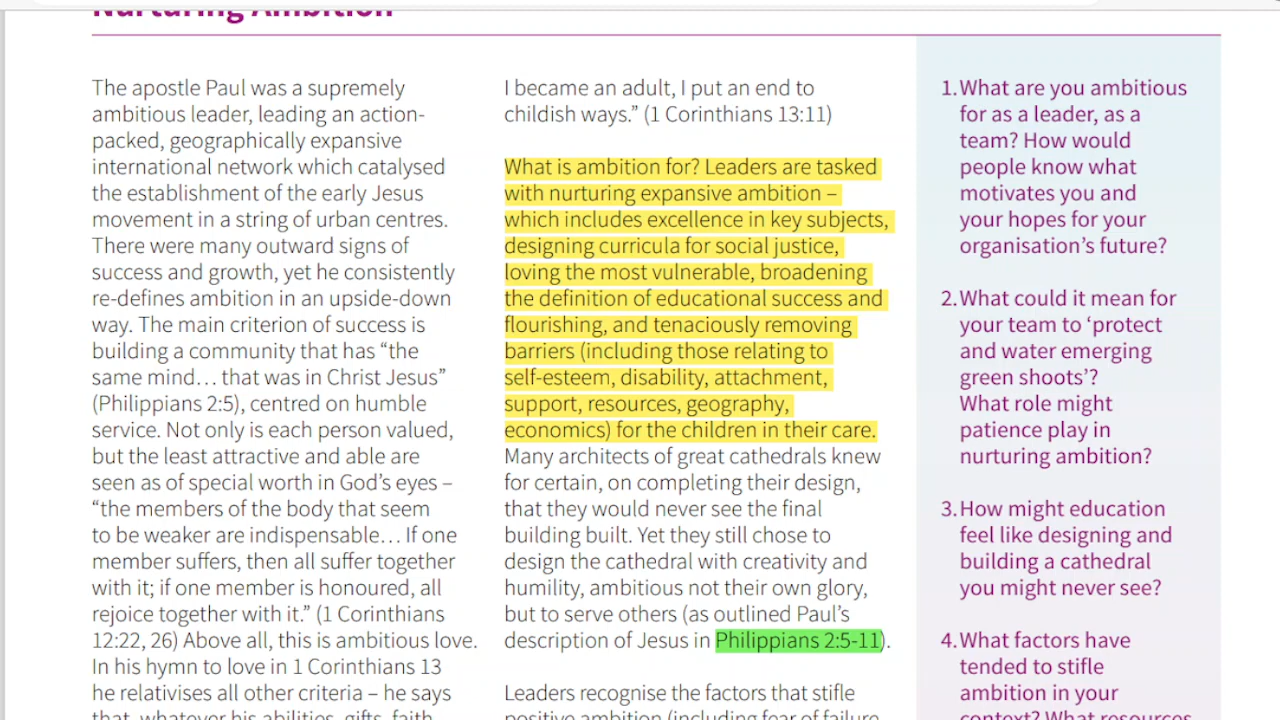 Nurturing Ambition
The apostle Paul was a supremely
ambitious leader, leading an action-
packed, geographically expansive
international network which catalysed
the establishment of the early Jesus
movement in a string of urban centres.
There were many outward signs of
success and growth, yet he consistently
re-defines ambition in an upside-down
way. The main criterion of success is
building a community that has “the
same mind… that was in Christ Jesus”
(Philippians 2:5), centred on humble
service. Not only is each person valued,
but the least attractive and able are
seen as of special worth in God’s eyes –
“the members of the body that seem
to be weaker are indispensable… If one
member suffers, then all suffer together
with it; if one member is honoured, all
rejoice together with it.” (1 Corinthians
12:22, 26) Above all, this is ambitious love.
In his hymn to love in 1 Corinthians 13
he relativises all other criteria – he says
that, whatever his abilities, gifts, faith
I became an adult, I put an end to
childish ways.” (1 Corinthians 13:11)
What is ambition for? Leaders are tasked
with nurturing expansive ambition –
which includes excellence in key subjects,
designing curricula for social justice,
loving the most vulnerable, broadening
the definition of educational success and
flourishing, and tenaciously removing
barriers (including those relating to
self-esteem, disability, attachment,
support, resources, geography,
economics) for the children in their care.
Many architects of great cathedrals knew
for certain, on completing their design,
that they would never see the final
building built. Yet they still chose to
design the cathedral with creativity and
humility, ambitious not their own glory,
but to serve others (as outlined Paul’s
description of Jesus in Philippians 2:5-11).
Leaders recognise the factors that stifle
positive ambition (including fear of failure
1. What are you ambitious
for as a leader, as a
team? How would
people know what
motivates you and
your hopes for your
organisation’s future?
2. What could it mean for
your team to ‘protect
and water emerging
green shoots’?
What role might
patience play in
nurturing ambition?
3. How might education
feel like designing and
building a cathedral
you might never see?
4. What factors have
tended to stifle
ambition in your
context? What resources